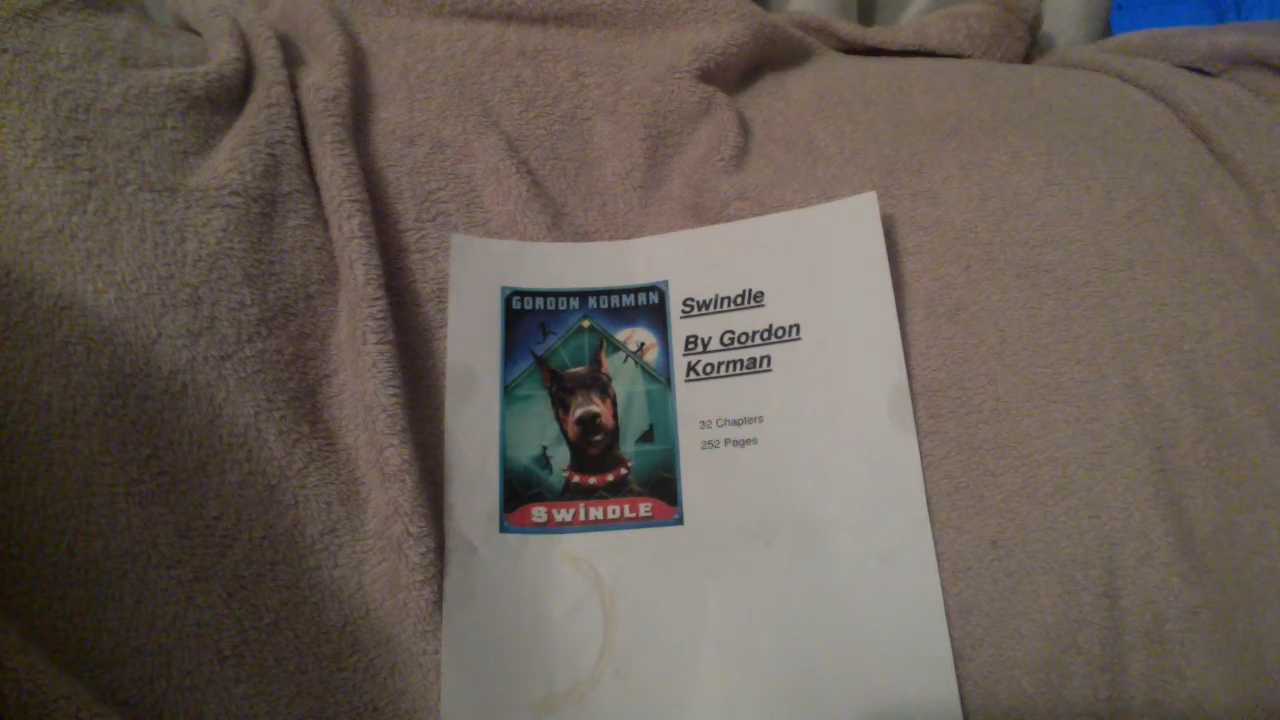 GORDON KORMAN
SWINDLE
Swindle
By Gordon
Korman
32 Chapters
252 Pages